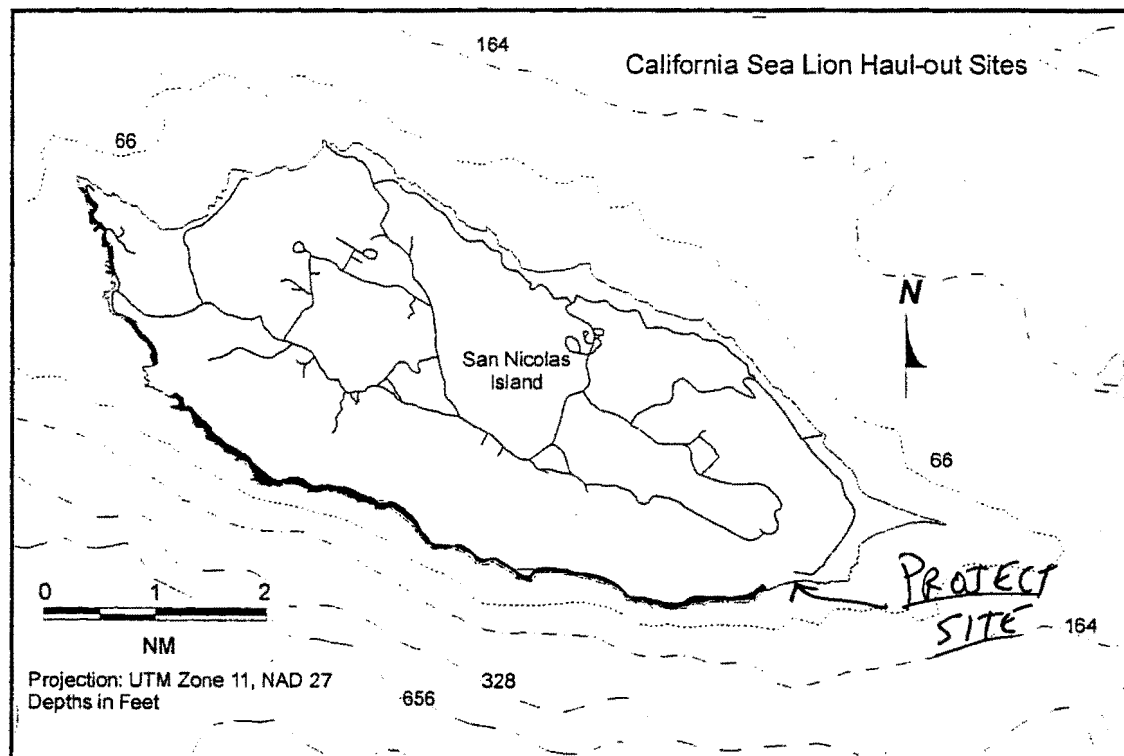 164
California Sea Lion Haul-out Sites
66
N
San Nicolas
Island
66
0 1 2
NM
PROJECT
SITE
164
Projection: UTM Zone 11, NAD 27
Depths in Feet
328
656